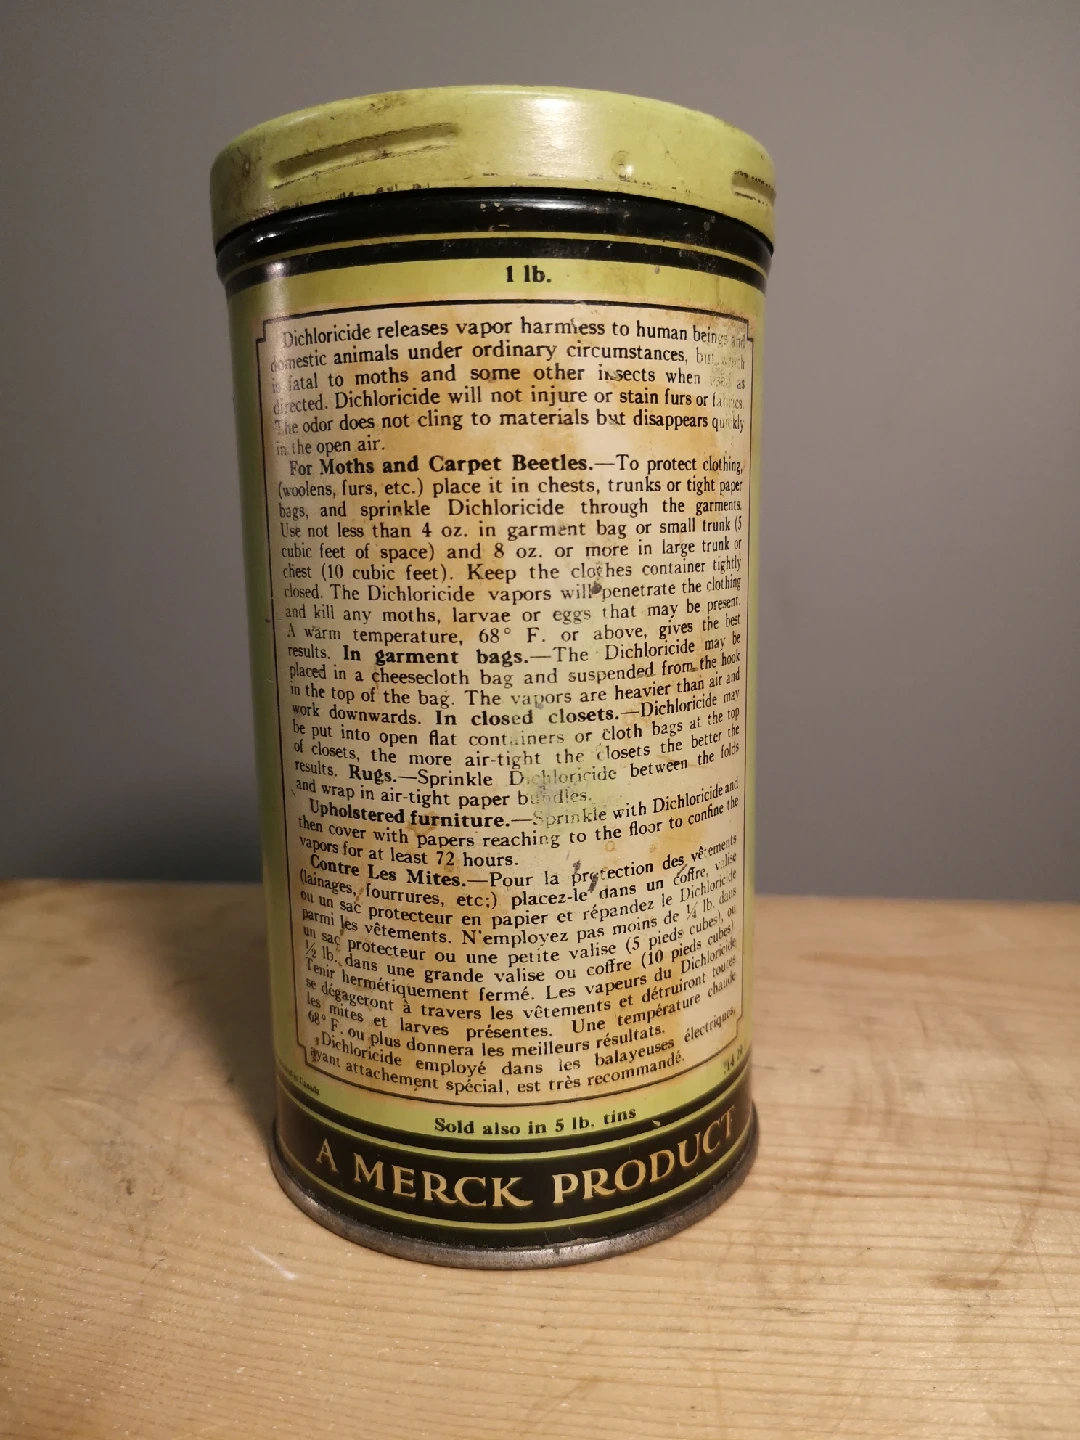 1 lb.
Dichloricide releases vapor harmless to human beings and
domestic animals under ordinary circumstances, but which
is fatal to moths and some other insects when used as
directed. Dichloricide will not injure or stain furs or fabrics.
The odor does not cling to materials but disappears quickly
in the open air.
For Moths and Carpet Beetles.—To protect clothing,
(woolens, furs, etc.) place it in chests, trunks or tight paper
bags, and sprinkle Dichloricide through the garments.
Use not less than 4 oz. in garment bag or small trunk (5
cubic feet of space) and 8 oz. or more in large trunk or
chest (10 cubic feet). Keep the clothes container tightly
closed. The Dichloricide vapors will penetrate the clothing
and kill any moths, larvae or eggs that may be present.
A warm temperature, 68° F. or above, gives the best
results. In garment bags.—The Dichloricide may be
placed in a cheesecloth bag and suspended from the hook
in the top of the bag. The vapors are heavier than air and
work downwards. In closed closets.—Dichloricide may
be put into open flat containers or cloth bags at the top
of closets, the more air-tight the closets the better the
results. Rugs.—Sprinkle Dichloricide between the folds
and wrap in air-tight paper bundles.
Upholstered furniture.—Sprinkle with Dichloricide and
then cover with papers reaching to the floor to confine the
vapors for at least 72 hours.
Contre Les Mites.—Pour la protection des vêtements
(lainages, fourrures, etc.) placez-le dans un coffre, valise
ou un sac protecteur en papier et répandez le Dichloricide
parmi les vêtements. N'employez pas moins de ¼ lb. dans
un sac protecteur ou une petite valise (5 pieds cubes), ou
½ lb. dans une grande valise ou coffre (10 pieds cubes)
Tenir hermétiquement fermé. Les vapeurs du Dichloricide
se dégageront à travers les vêtements et détruiront toutes
les mites et larves présentes. Une température chaude
68° F. ou plus donnera les meilleurs résultats.
Dichloricide employé dans les balayeuses électriques,
ayant attachement spécial, est très recommandé.
Canada
Sold also in 5 lb. tins
A MERCK PRODUCT